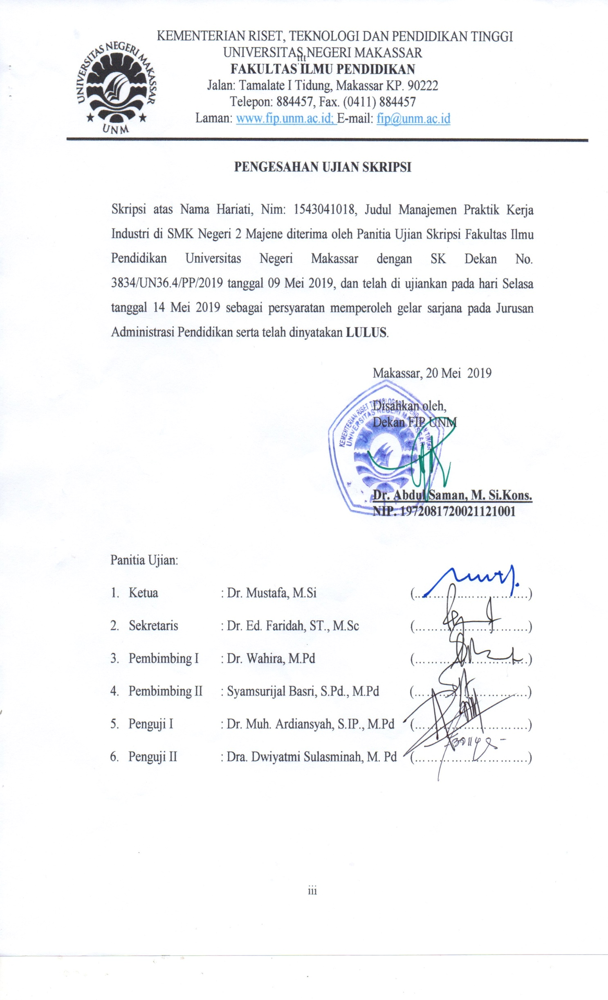 KEMENTERIAN RISET, TEKNOLOGI DAN PENDIDIKAN TINGGI
UNIVERSITAS NEGERI MAKASSAR
iii
FAKULTAS ILMU PENDIDIKAN
Jalan: Tamalate I Tidung, Makassar KP. 90222
Telepon: 884457, Fax. (0411) 884457
Laman: www.fip.unm.ac.id; E-mail: fip@unm.ac.id
UNIVERSITAS NEGERI MAKASSAR
UNM
PENGESAHAN UJIAN SKRIPSI
Skripsi atas Nama Hariati, Nim: 1543041018, Judul Manajemen Praktik Kerja
Industri di SMK Negeri 2 Majene diterima oleh Panitia Ujian Skripsi Fakultas Ilmu
Pendidikan Universitas Negeri Makassar dengan SK Dekan No.
3834/UN36.4/PP/2019 tanggal 09 Mei 2019, dan telah di ujiankan pada hari Selasa
tanggal 14 Mei 2019 sebagai persyaratan memperoleh gelar sarjana pada Jurusan
Administrasi Pendidikan serta telah dinyatakan LULUS.
Makassar, 20 Mei 2019
Disahkan oleh,
Dekan FIP UNM
KEMENTERIAN RISET TEKNOLOGI PENDIDIKAN TINGGI
UNIVERSITAS NEGERI MAKASSAR
Dr. Abdul Saman, M. Si.Kons.
NIP. 1972081720021121001
Panitia Ujian:
1. Ketua : Dr. Mustafa, M.Si (....................................)
2. Sekretaris : Dr. Ed. Faridah, ST., M.Sc (....................................)
3. Pembimbing I : Dr. Wahira, M.Pd (....................................)
4. Pembimbing II : Syamsurijal Basri, S.Pd., M.Pd (....................................)
5. Penguji I : Dr. Muh. Ardiansyah, S.IP., M.Pd (....................................)
6. Penguji II : Dra. Dwiyatmi Sulasminah, M. Pd (....................................)
iii